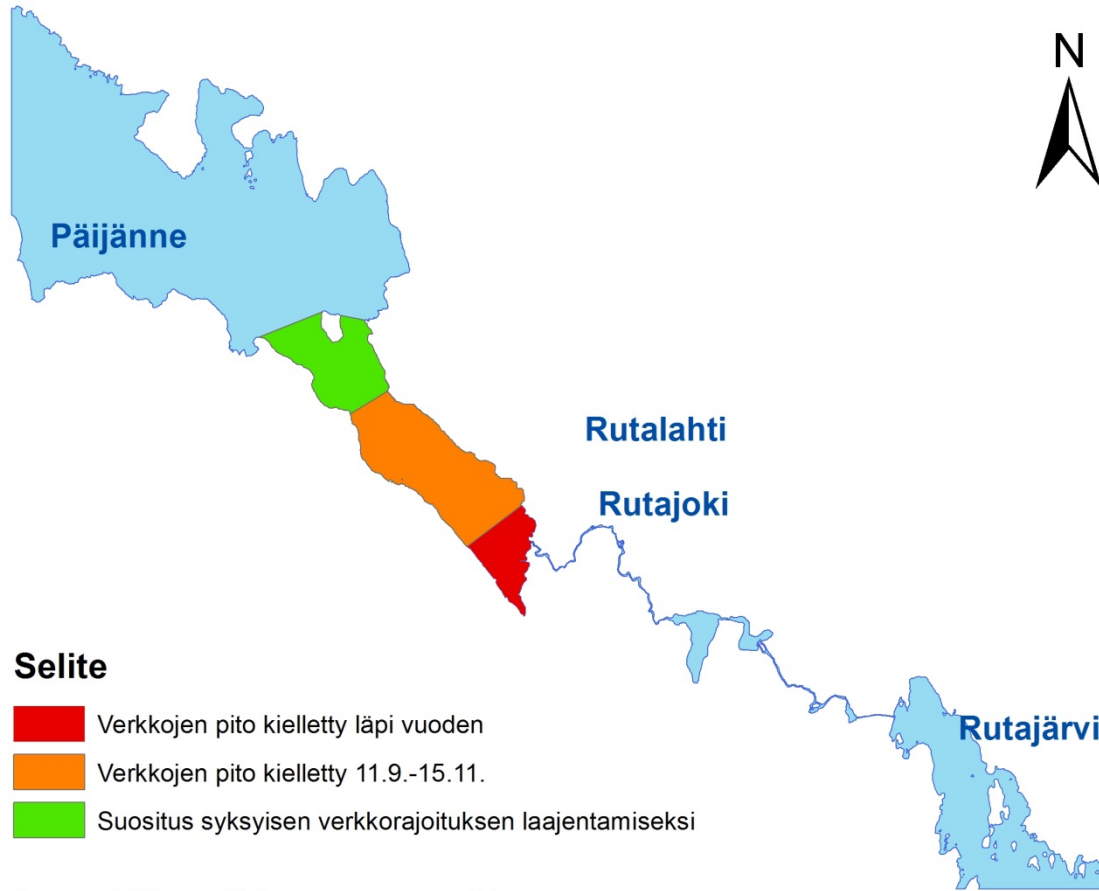 N
Päijänne
Rutalahti
Rutajoki
Rutajärvi
Selite
Verkkojen pito kielletty läpi vuoden
Verkkojen pito kielletty 11.9.-15.11.
Suositus syksyisen verkkorajoituksen laajentamiseksi